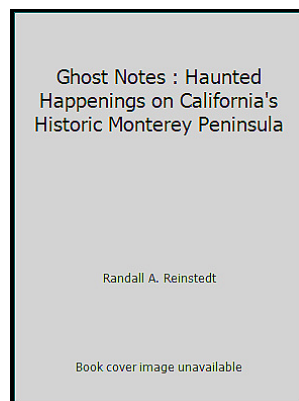 Ghost Notes : Haunted
Happenings on California's
Historic Monterey Peninsula
Randall A. Reinstedt
Book cover image unavailable